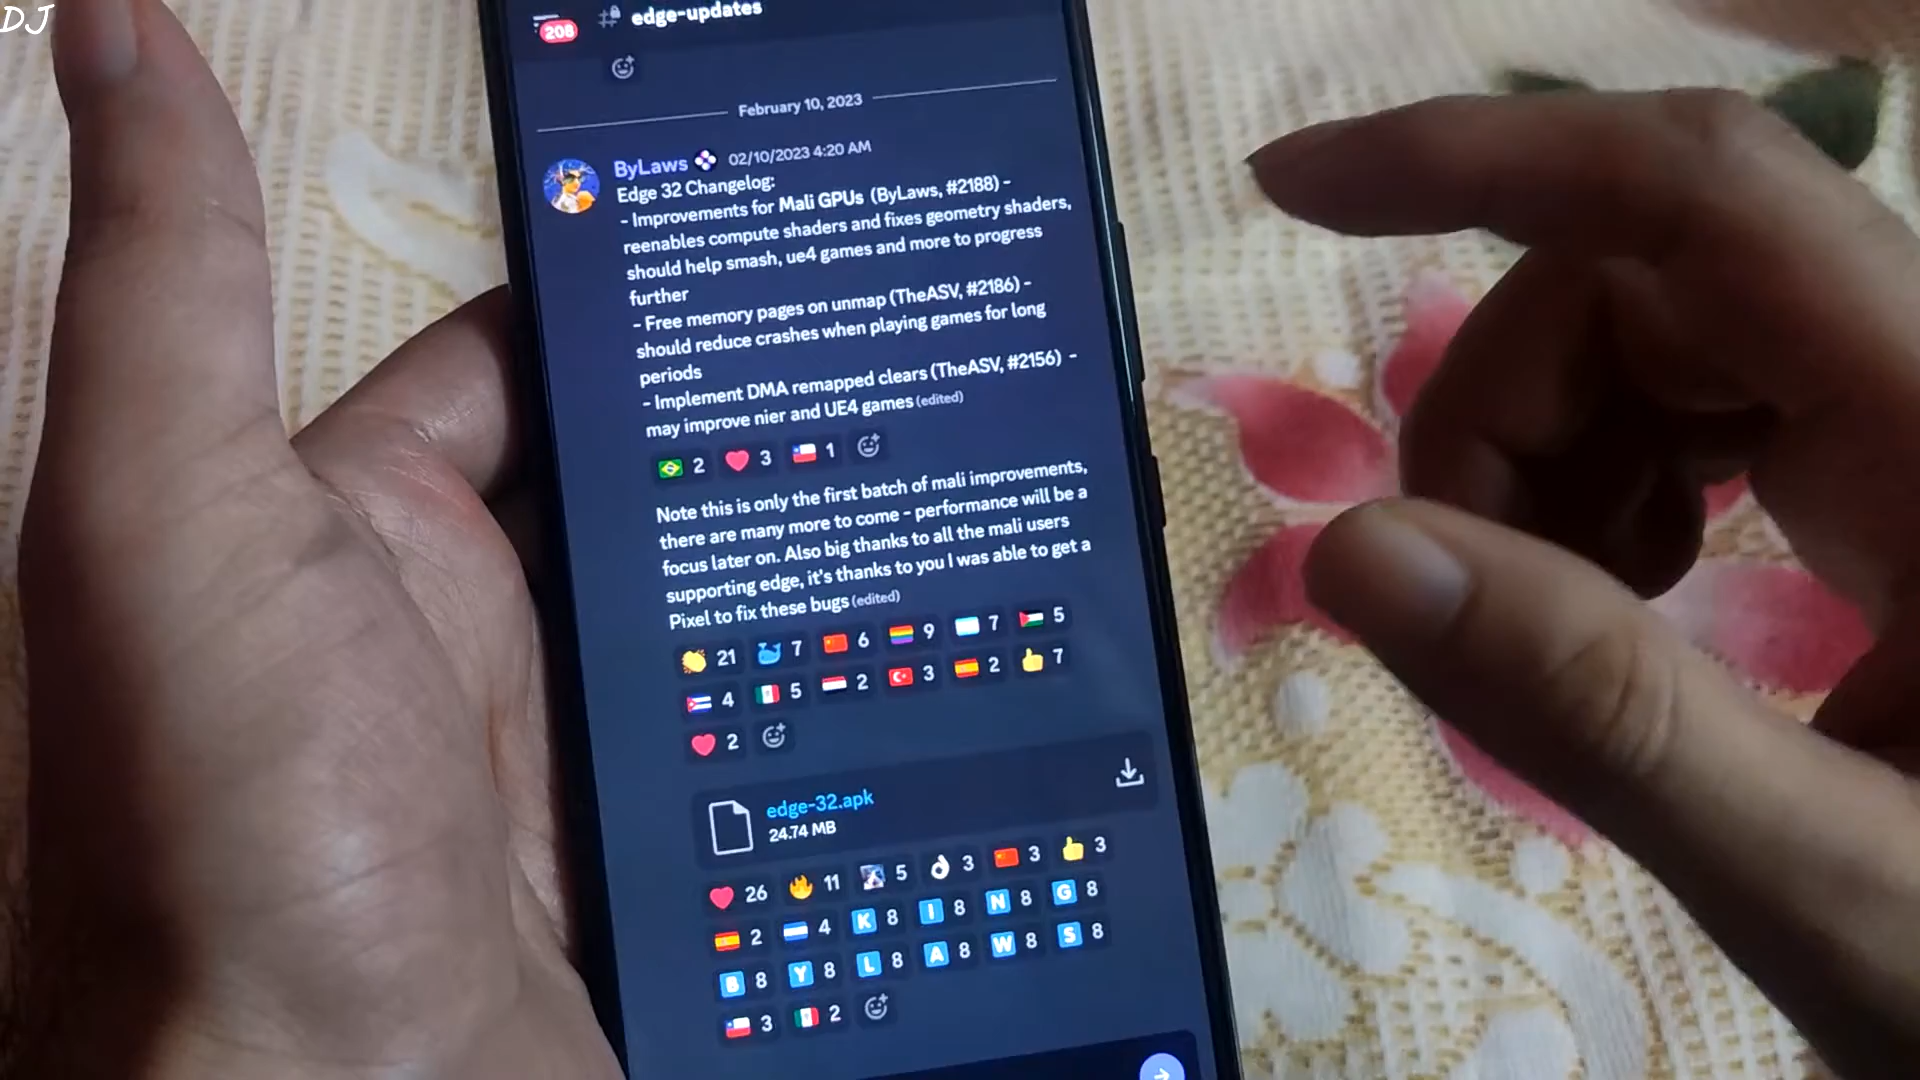 DJ
208
edge-updates
February 10, 2023
ByLaws 02/10/2023 4:20 AM
Edge 32 Changelog:
- Improvements for Mali GPUs (ByLaws, #2188) -
reenables compute shaders and fixes geometry shaders,
should help smash, ue4 games and more to progress
further
- Free memory pages on unmap (TheASV, #2186) -
should reduce crashes when playing games for long
periods
- Implement DMA remapped clears (TheASV, #2156) -
may improve nier and UE4 games (edited)
2 3 1
Note this is only the first batch of mali improvements,
there are many more to come - performance will be a
focus later on. Also big thanks to all the mali users
supporting edge, it's thanks to you I was able to get a
Pixel to fix these bugs (edited)
21 7 6 9 7 5
4 5 2 3 2 7
2
edge-32.apk
24.74 MB
26 11 5 3 3 3
2 4 K 8 I 8 N 8 G 8
B 8 Y 8 L 8 A 8 W 8 S 8
3 2